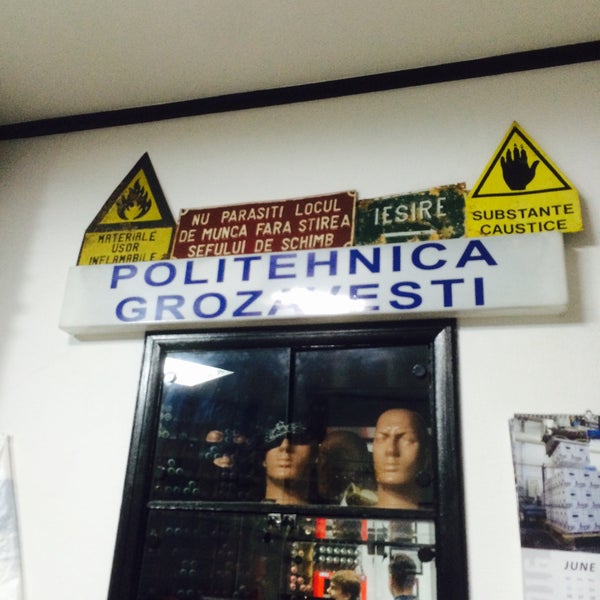 MATERIALE
USOR
INFLAMABILE
NU PARASITI LOCUL
DE MUNCA FARA STIREA
SEFULUI DE SCHIMB
IESIRE
SUBSTANTE
CAUSTICE
POLITEHNICA
GROZAVESTI
JUNE